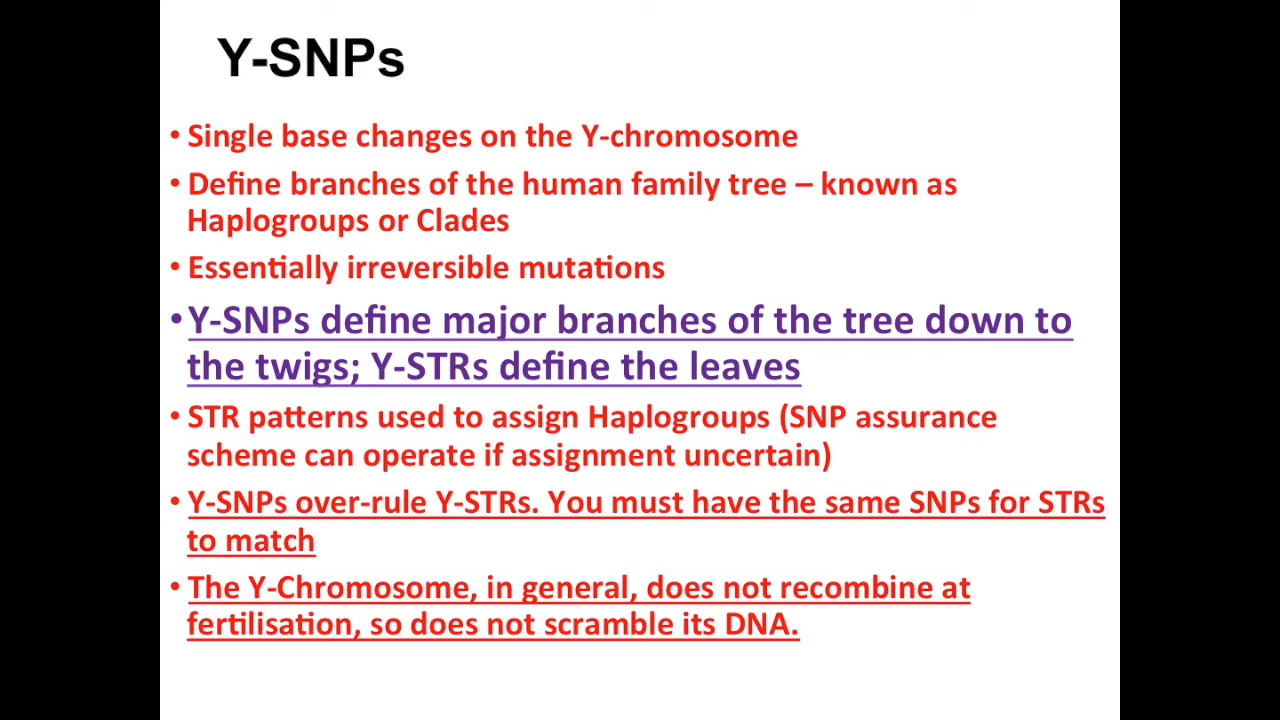 Y-SNPs
• Single base changes on the Y-chromosome
• Define branches of the human family tree – known as
Haplogroups or Clades
• Essentially irreversible mutations
• Y-SNPs define major branches of the tree down to
the twigs; Y-STRs define the leaves
• STR patterns used to assign Haplogroups (SNP assurance
scheme can operate if assignment uncertain)
• Y-SNPs over-rule Y-STRs. You must have the same SNPs for STRs
to match
• The Y-Chromosome, in general, does not recombine at
fertilisation, so does not scramble its DNA.